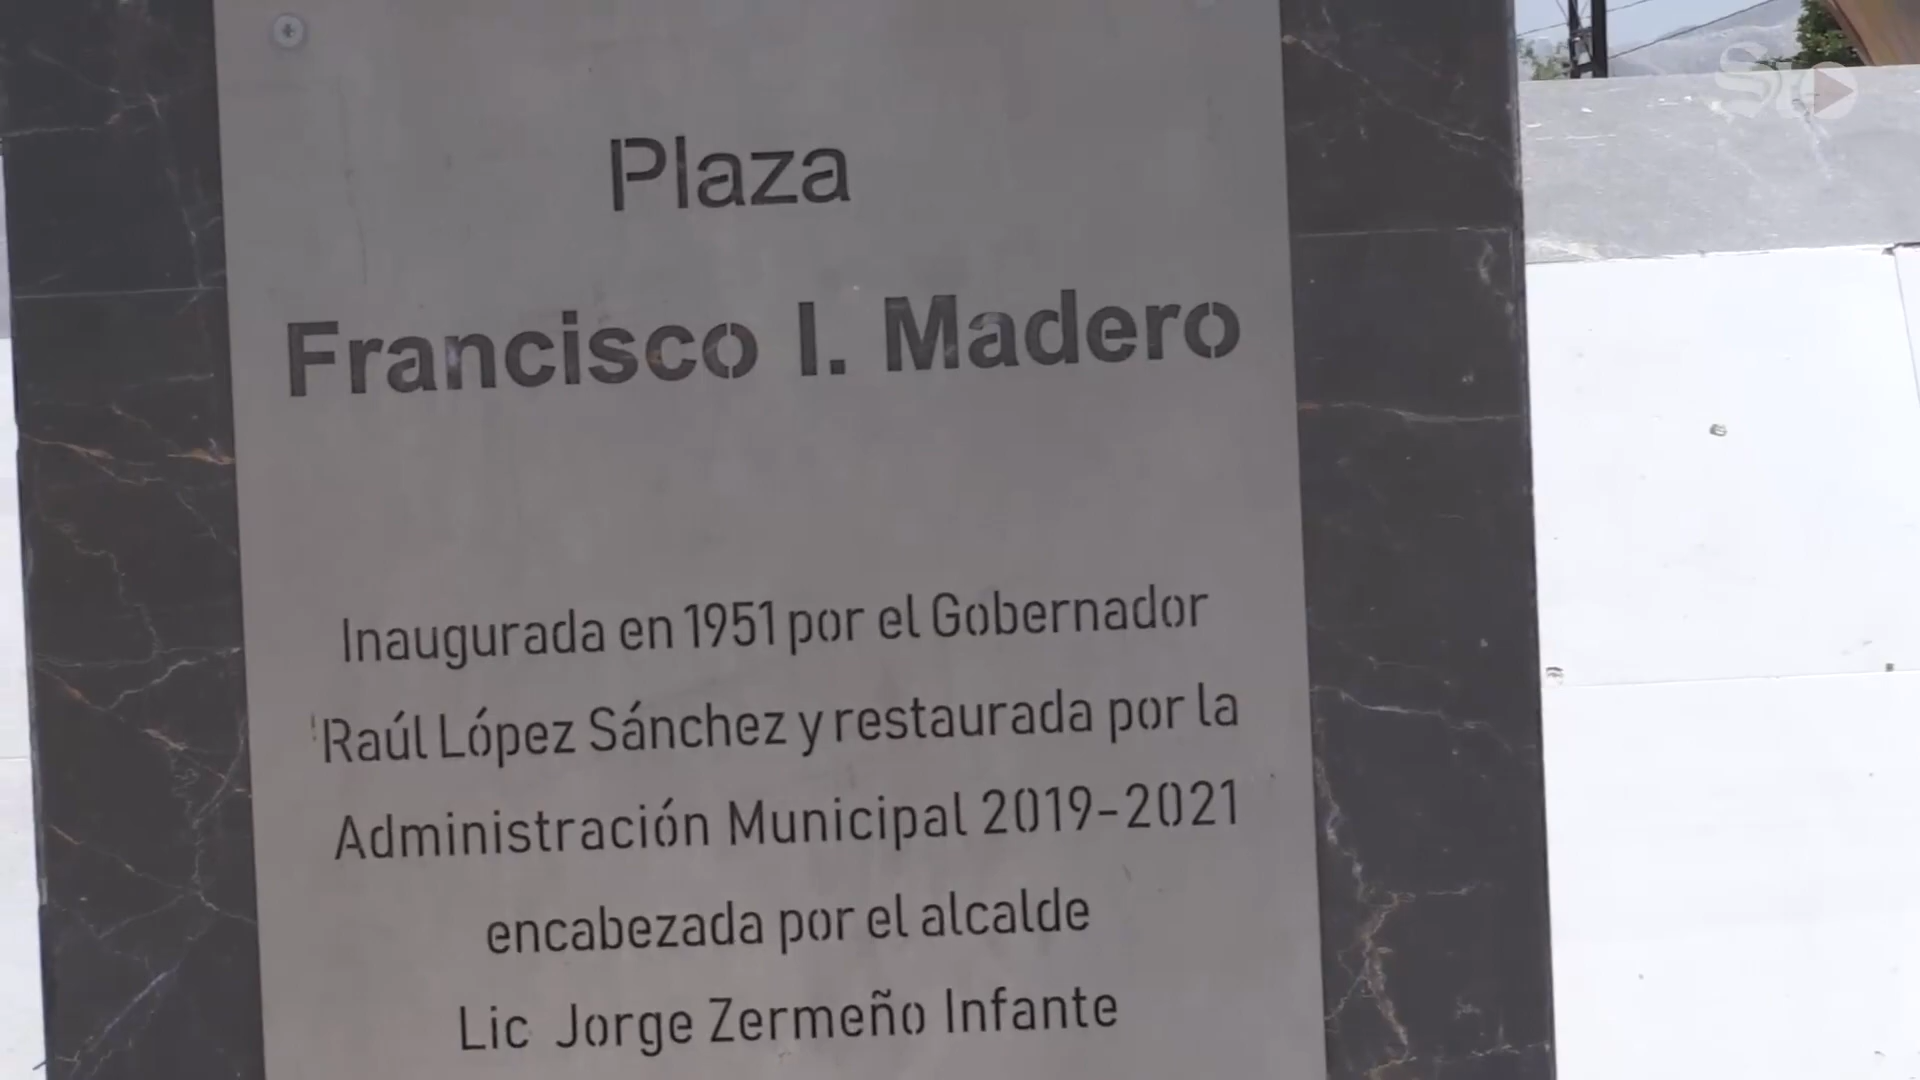 Plaza
Francisco I. Madero
Inaugurada en 1951 por el Gobernador
Raúl López Sánchez y restaurada por la
Administración Municipal 2019-2021
encabezada por el alcalde
Lic Jorge Zermeño Infante